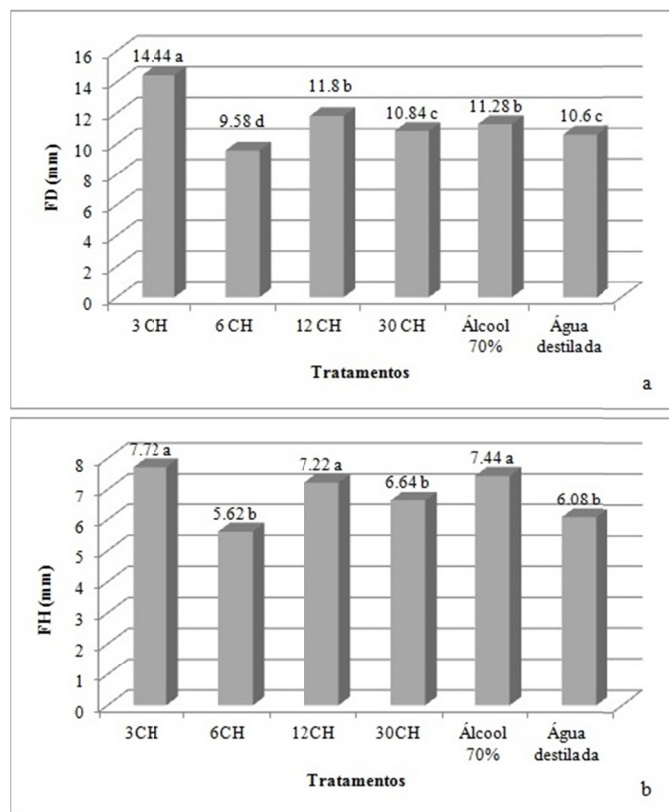 16
14
12
10
8
6
4
2
0
FD (mm)
14.44 a
9.58 d
11.8 b
10.84 c
11.28 b
10.6 c
3 CH
6 CH
12 CH
30 CH
Álcool 70%
Água destilada
Tratamentos
a
8
7
6
5
4
3
2
1
0
FH (mm)
7.72 a
5.62 b
7.22 a
6.64 b
7.44 a
6.08 b
3CH
6CH
12CH
30CH
Álcool 70%
Água destilada
Tratamentos
b